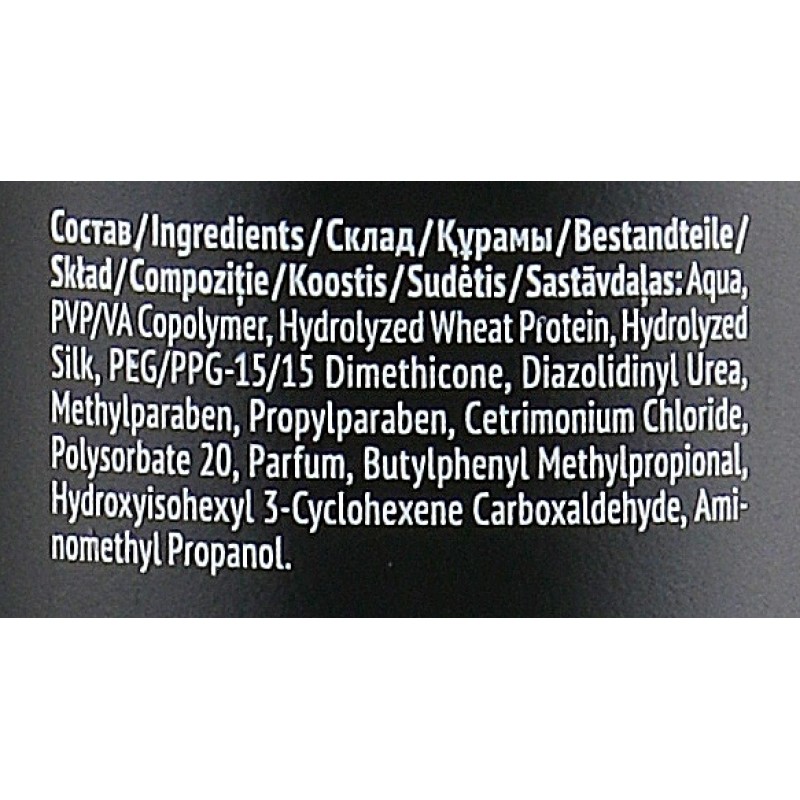 Состав/Ingredients/Склад/Құрамы/Bestandteile/
Skład/Compoziție/Koostis/Sudėtis/Sastāvdaļas: Aqua,
PVP/VA Copolymer, Hydrolyzed Wheat Protein, Hydrolyzed
Silk, PEG/PPG-15/15 Dimethicone, Diazolidinyl Urea,
Methylparaben, Propylparaben, Cetrimonium Chloride,
Polysorbate 20, Parfum, Butylphenyl Methylpropional,
Hydroxyisohexyl 3-Cyclohexene Carboxaldehyde, Ami-
nomethyl Propanol.